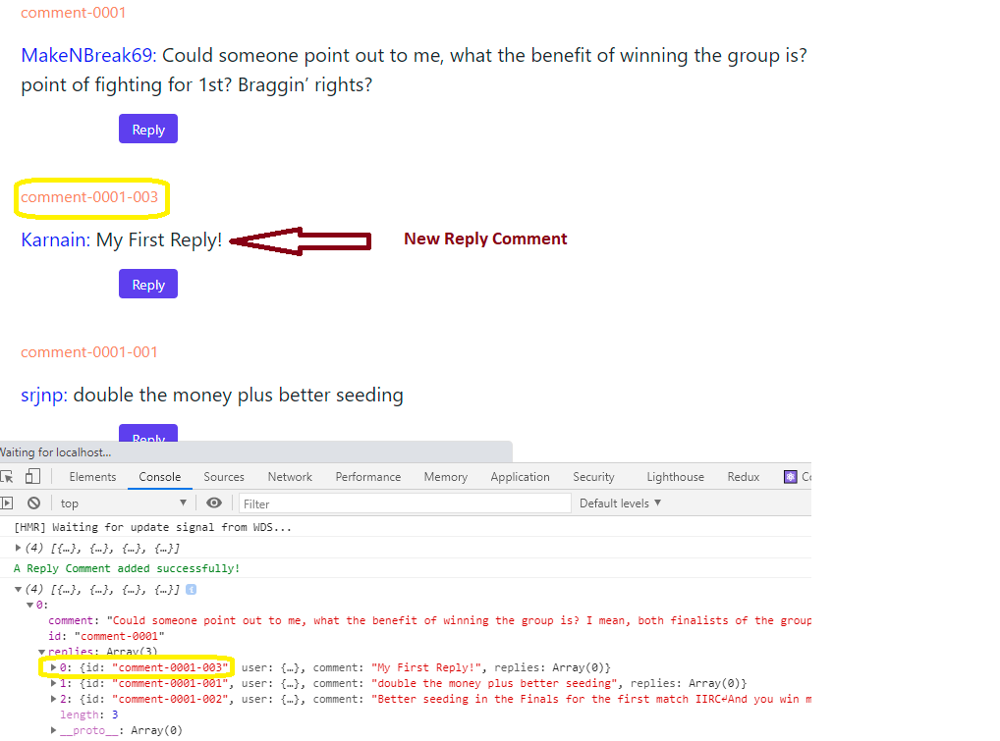 comment-0001
MakeNBreak69: Could someone point out to me, what the benefit of winning the group is?
point of fighting for 1st? Braggin’ rights?
Reply
comment-0001-003
Karnain: My First Reply!
New Reply Comment
Reply
comment-0001-001
srjnp: double the money plus better seeding
Reply
Waiting for localhost...
Elements Console Sources Network Performance Memory Application Security Lighthouse Redux Co
top Filter Default levels
[HMR] Waiting for update signal from WDS...
(4) [{…}, {…}, {…}, {…}]
A Reply Comment added successfully!
(4) [{…}, {…}, {…}, {…}] i
0:
comment: "Could someone point out to me, what the benefit of winning the group is? I mean, both finalists of the group
id: "comment-0001"
replies: Array(3)
0: {id: "comment-0001-003", user: {…}, comment: "My First Reply!", replies: Array(0)}
1: {id: "comment-0001-001", user: {…}, comment: "double the money plus better seeding", replies: Array(0)}
2: {id: "comment-0001-002", user: {…}, comment: "Better seeding in the Finals for the first match IIRC↵And you win m
length: 3
__proto__: Array(0)